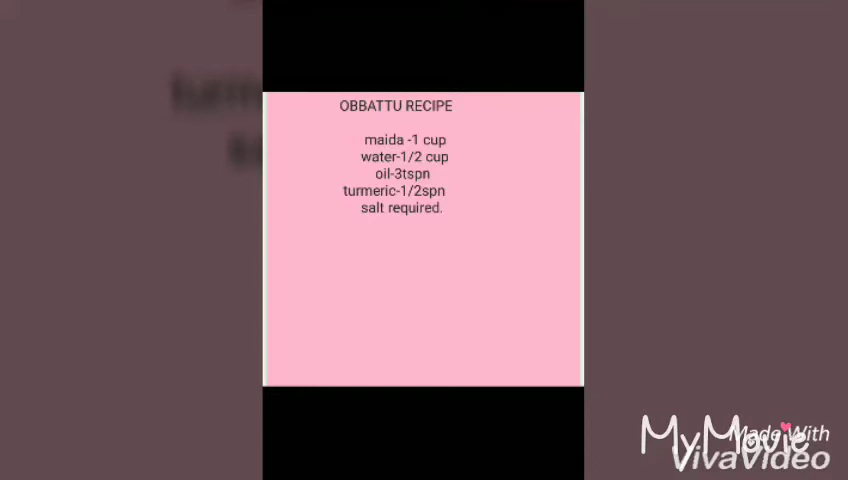 OBBATTU RECIPE
maida -1 cup
water-1/2 cup
oil-3tspn
turmeric-1/2spn
salt required.
MyMovie
Made With
VivaVideo